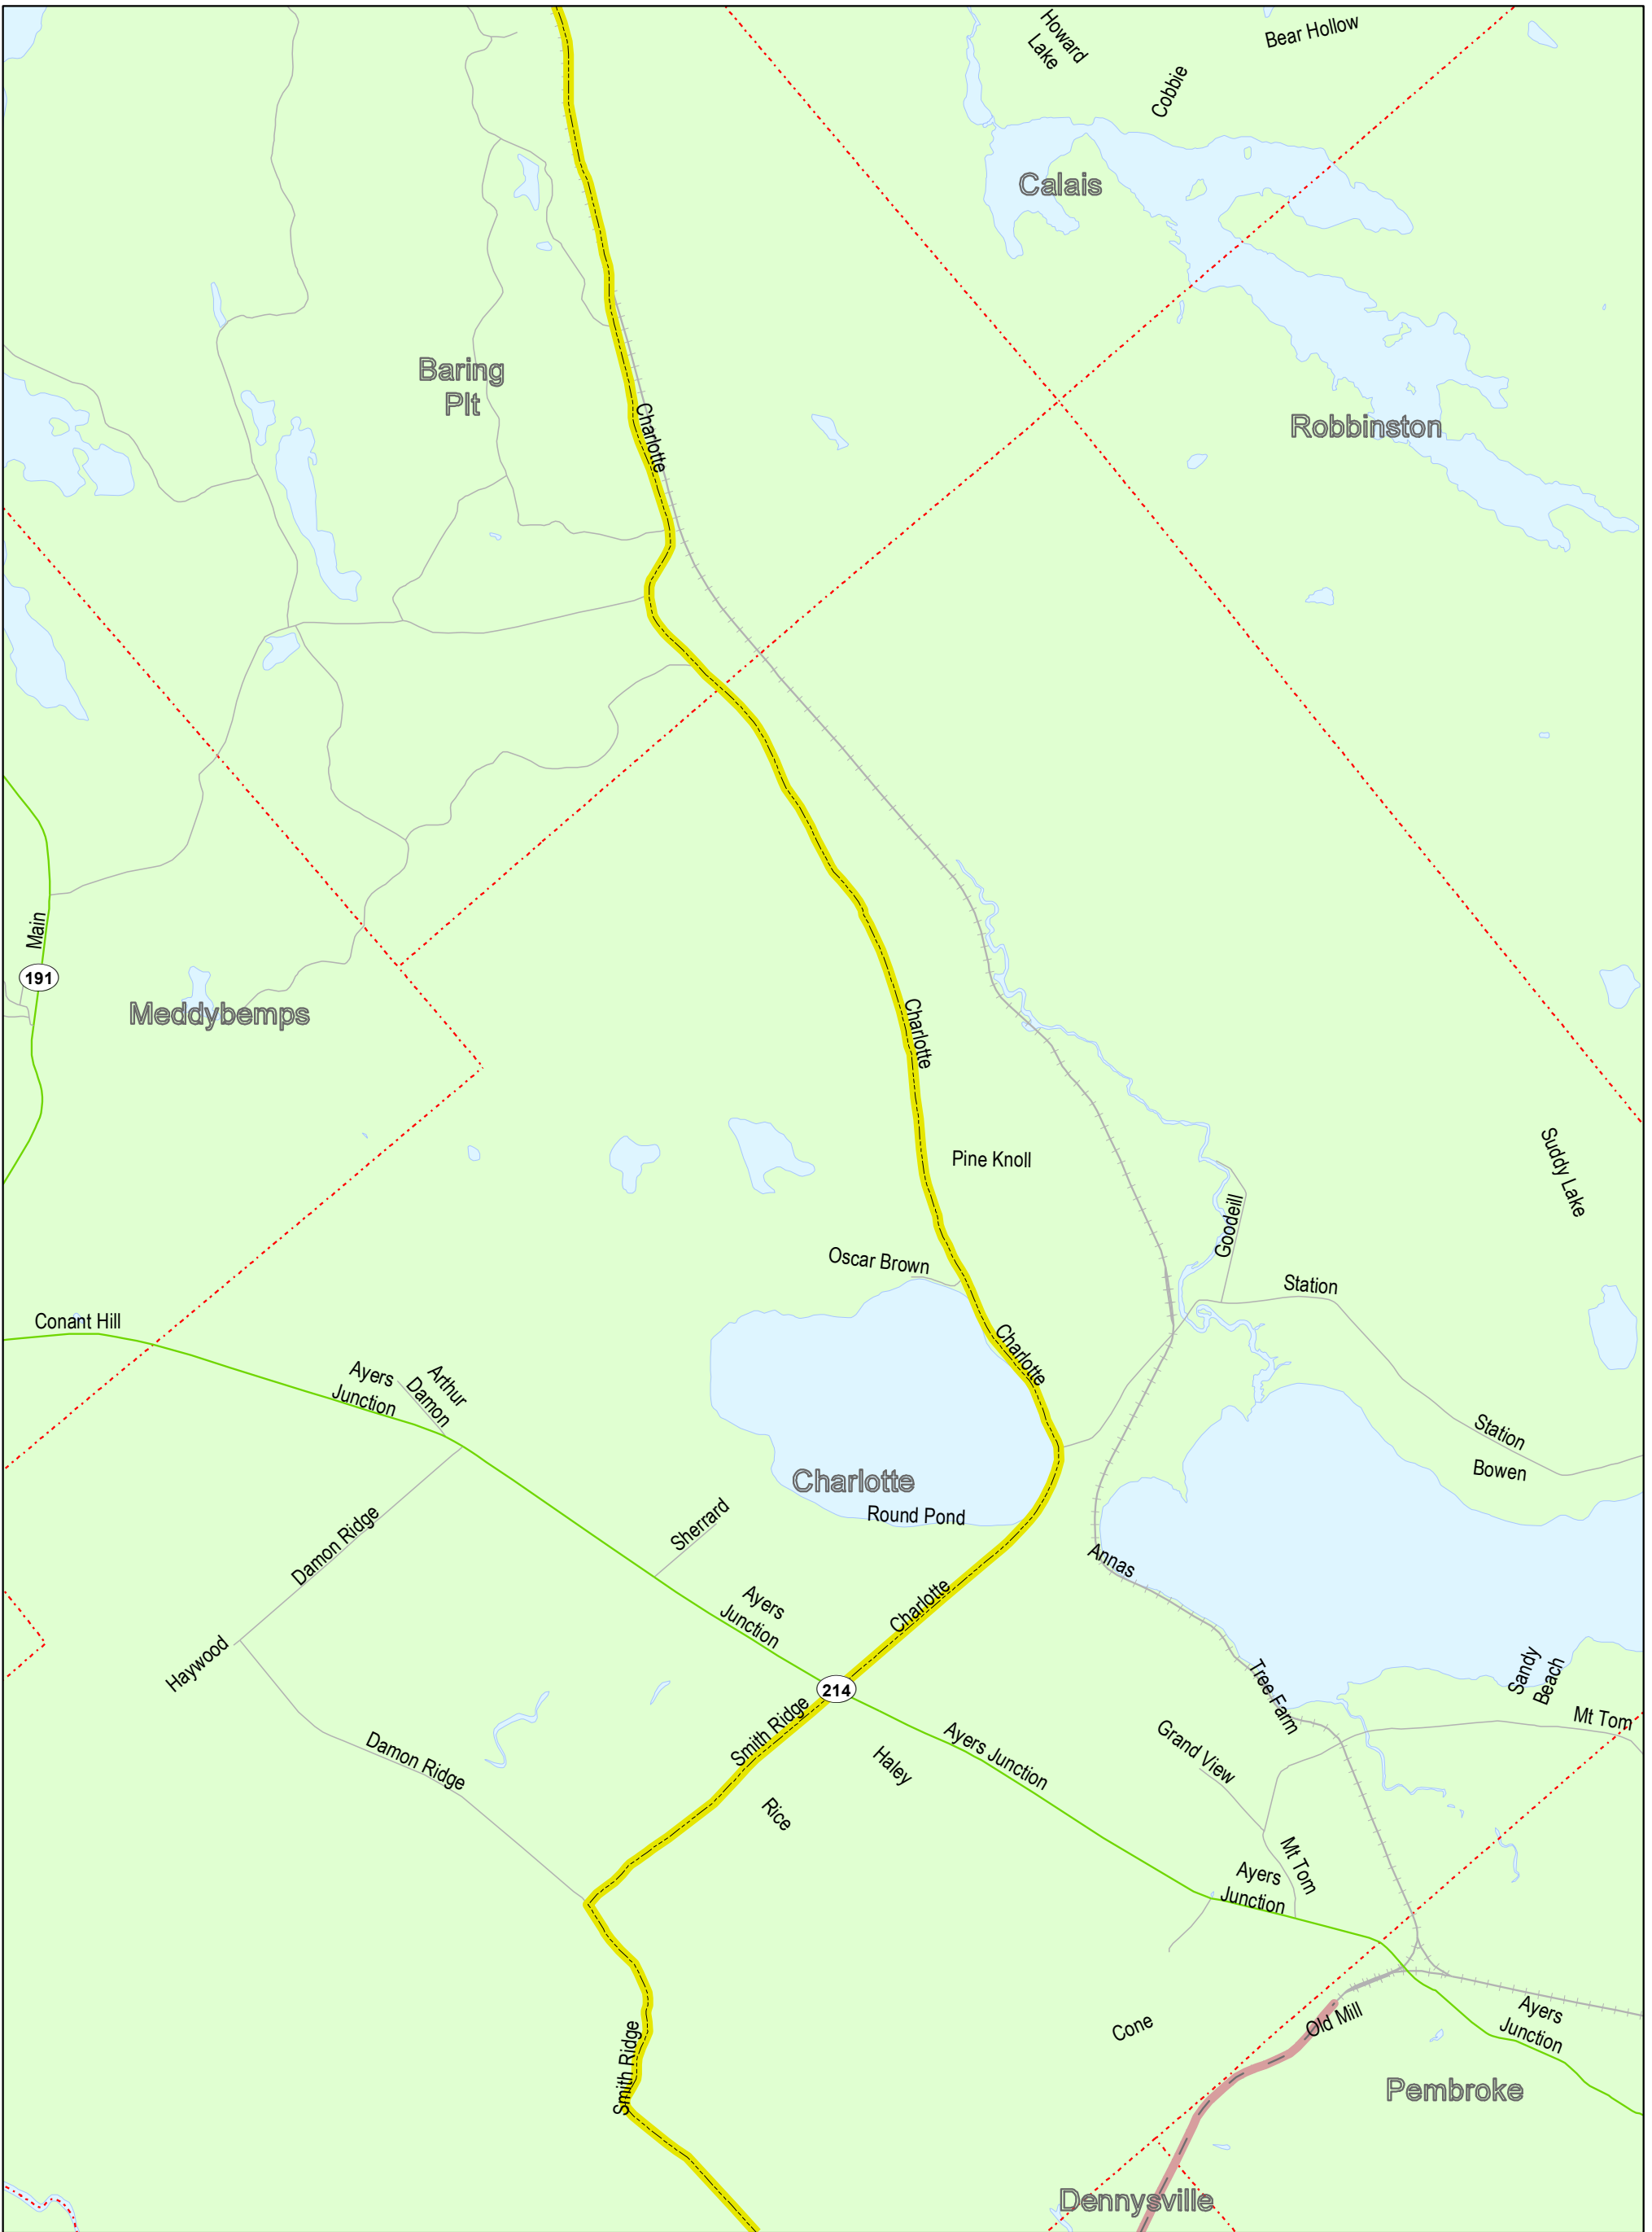 Howard
Lake
Bear Hollow
Cobbie
Calais
Baring
Plt
Charlotte
Robbinston
Main
191
Meddybemps
Charlotte
Pine Knoll
Suddy Lake
Goodeill
Oscar Brown
Station
Conant Hill
Charlotte
Ayers
Junction
Arthur
Damon
Station
Bowen
Charlotte
Round Pond
Sherrard
Damon Ridge
Annas
Ayers
Junction
Charlotte
Haywood
Sandy
Beach
Tree Farm
214
Smith Ridge
Mt Tom
Ayers Junction
Grand View
Haley
Damon Ridge
Rice
Mt Tom
Ayers
Junction
Ayers
Junction
Old Mill
Cone
Smith Ridge
Pembroke
Dennysville